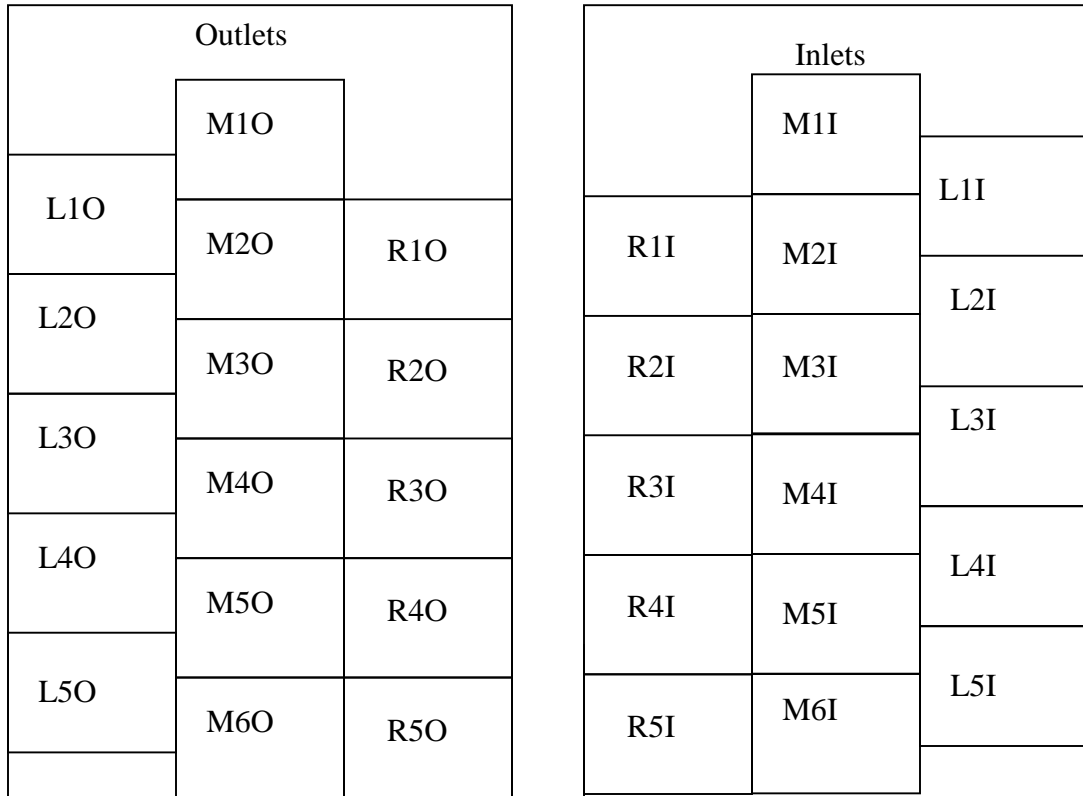 Outlets
M1O
L1O
M2O
R1O
L2O
M3O
R2O
L3O
M4O
R3O
L4O
M5O
R4O
L5O
M6O
R5O
Inlets
M1I
L1I
R1I
M2I
L2I
R2I
M3I
L3I
R3I
M4I
L4I
R4I
M5I
L5I
R5I
M6I